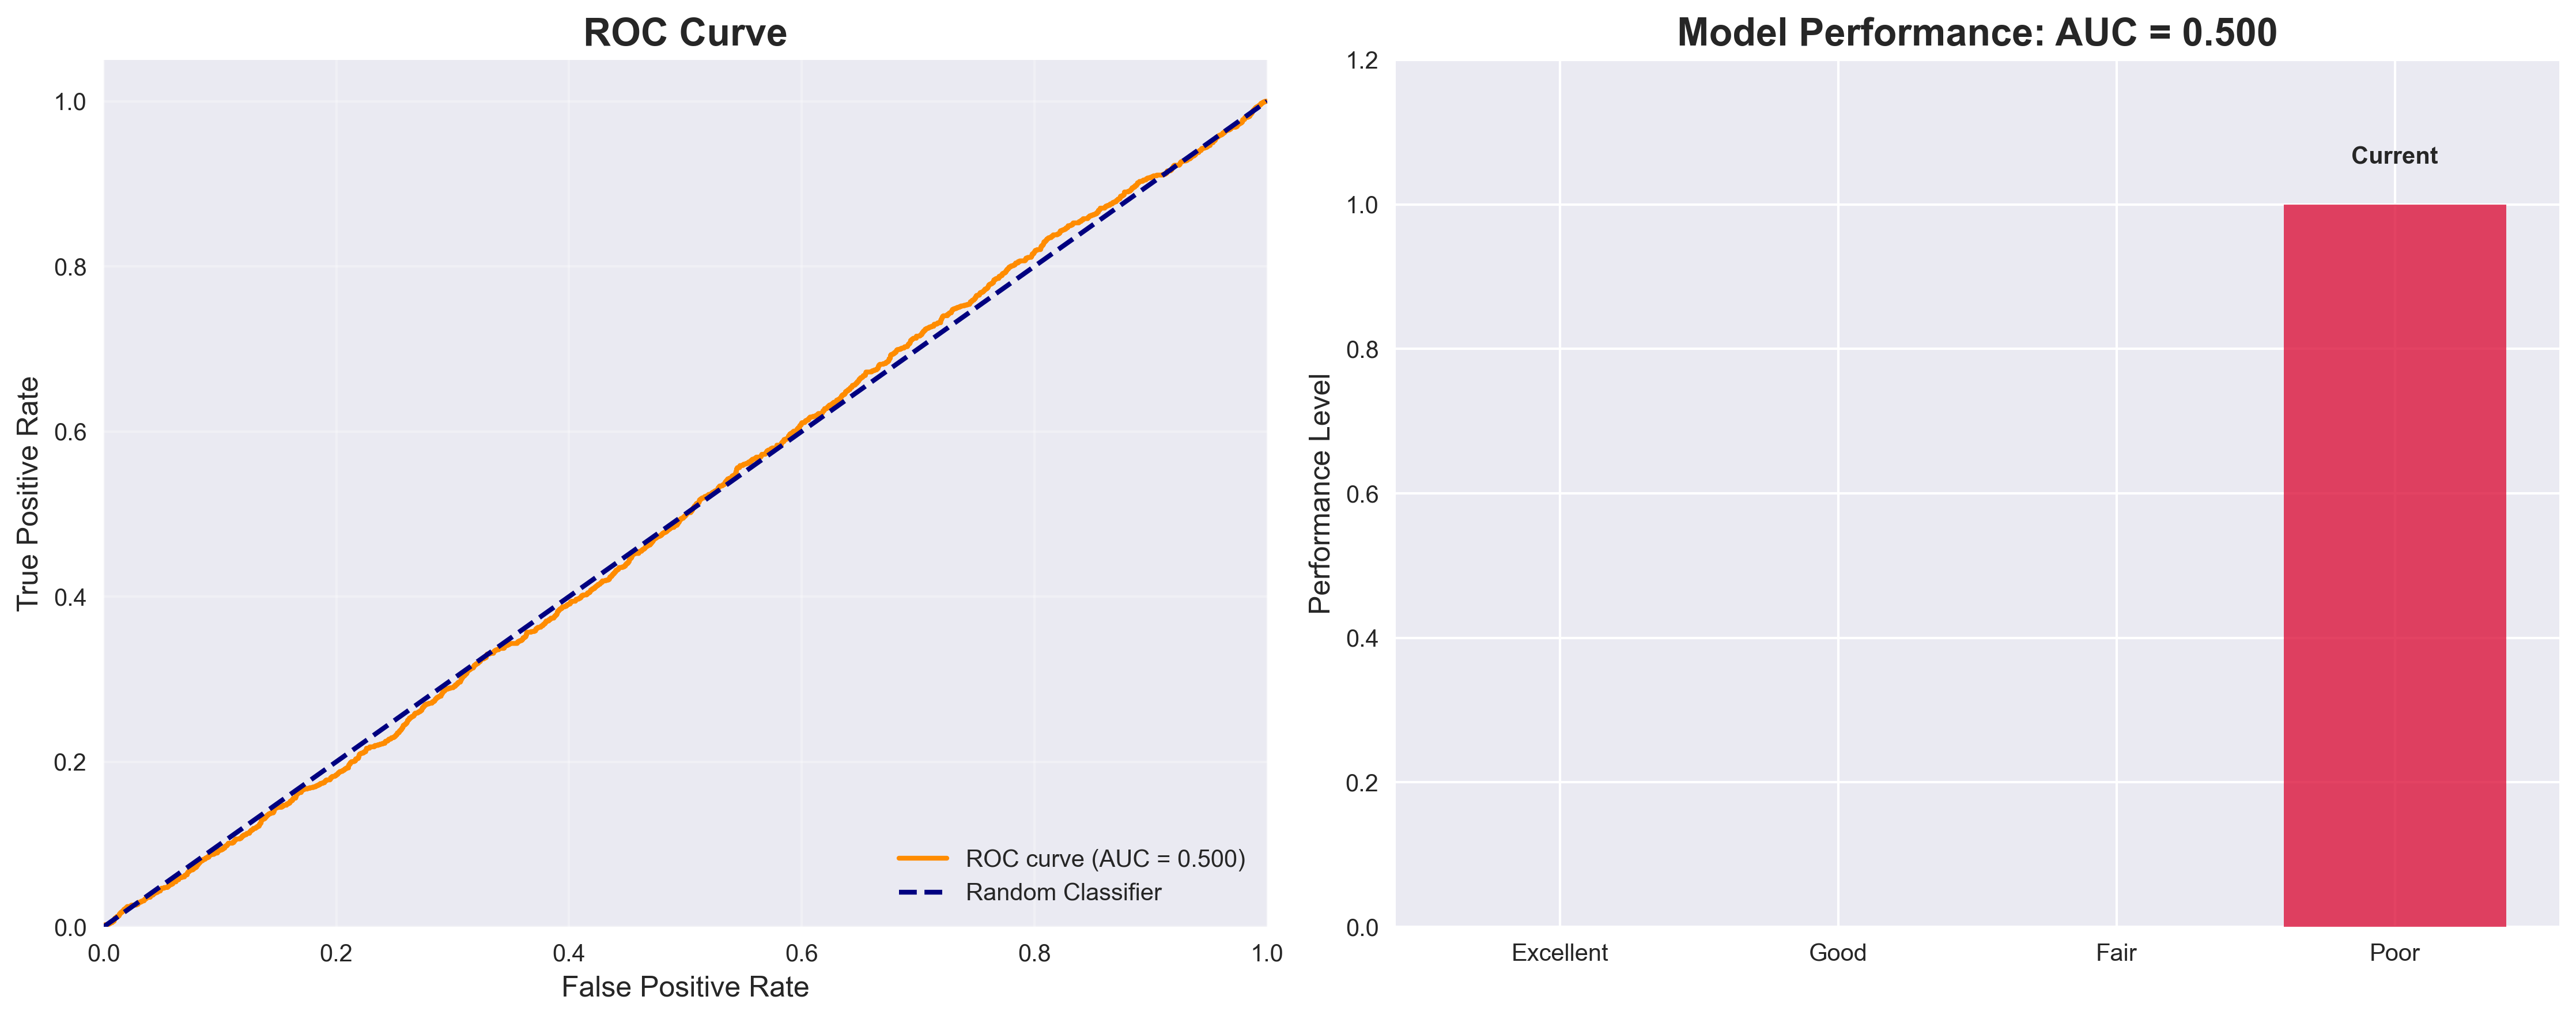 ROC Curve
1.0
0.8
0.6
0.4
0.2
0.0
True Positive Rate
0.0 0.2 0.4 0.6 0.8 1.0
False Positive Rate
ROC curve (AUC = 0.500)
Random Classifier
Model Performance: AUC = 0.500
1.2
1.0
0.8
0.6
0.4
0.2
0.0
Performance Level
Current
Excellent Good Fair Poor